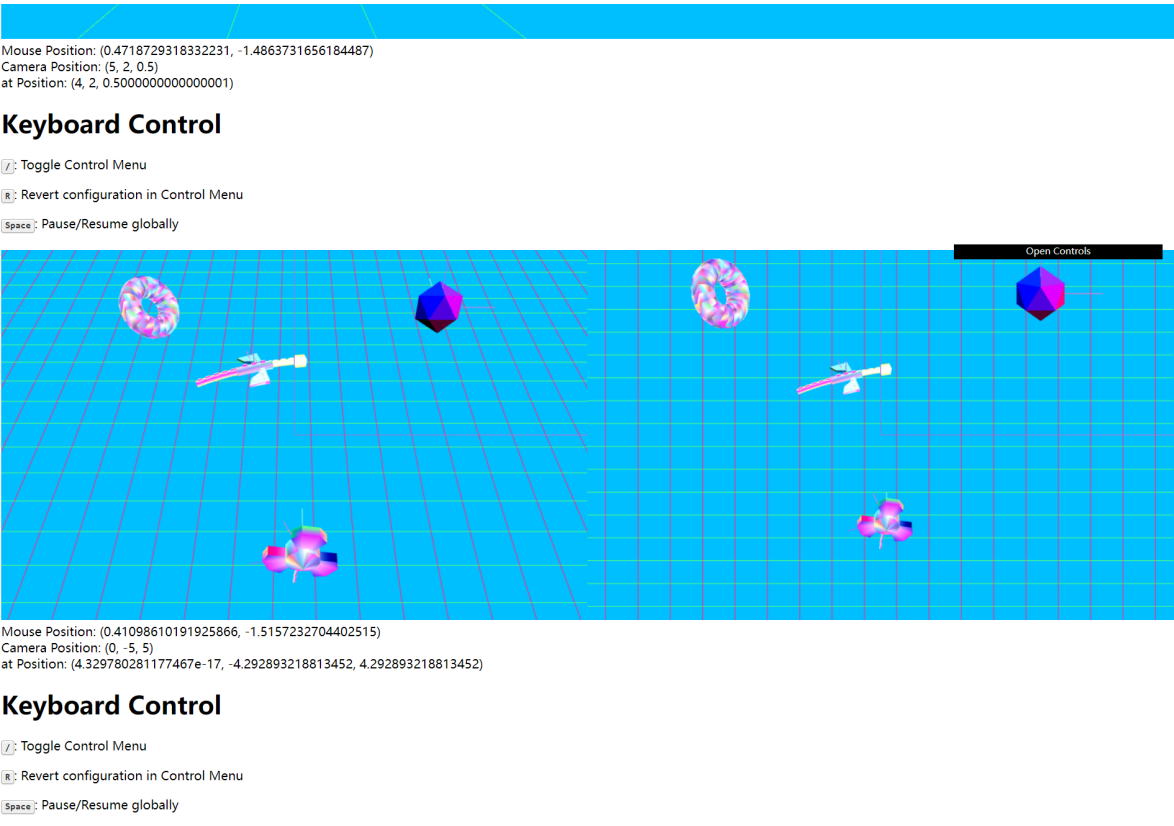 Mouse Position: (0.4718729318332231, -1.4863731656184487)
Camera Position: (5, 2, 0.5)
at Position: (4, 2, 0.5000000000000001)
Keyboard Control
/: Toggle Control Menu
R: Revert configuration in Control Menu
Space: Pause/Resume globally
Open Controls
Mouse Position: (0.41098610191925866, -1.5157232704402515)
Camera Position: (0, -5, 5)
at Position: (4.329780281177467e-17, -4.292893218813452, 4.292893218813452)
Keyboard Control
/: Toggle Control Menu
R: Revert configuration in Control Menu
Space: Pause/Resume globally